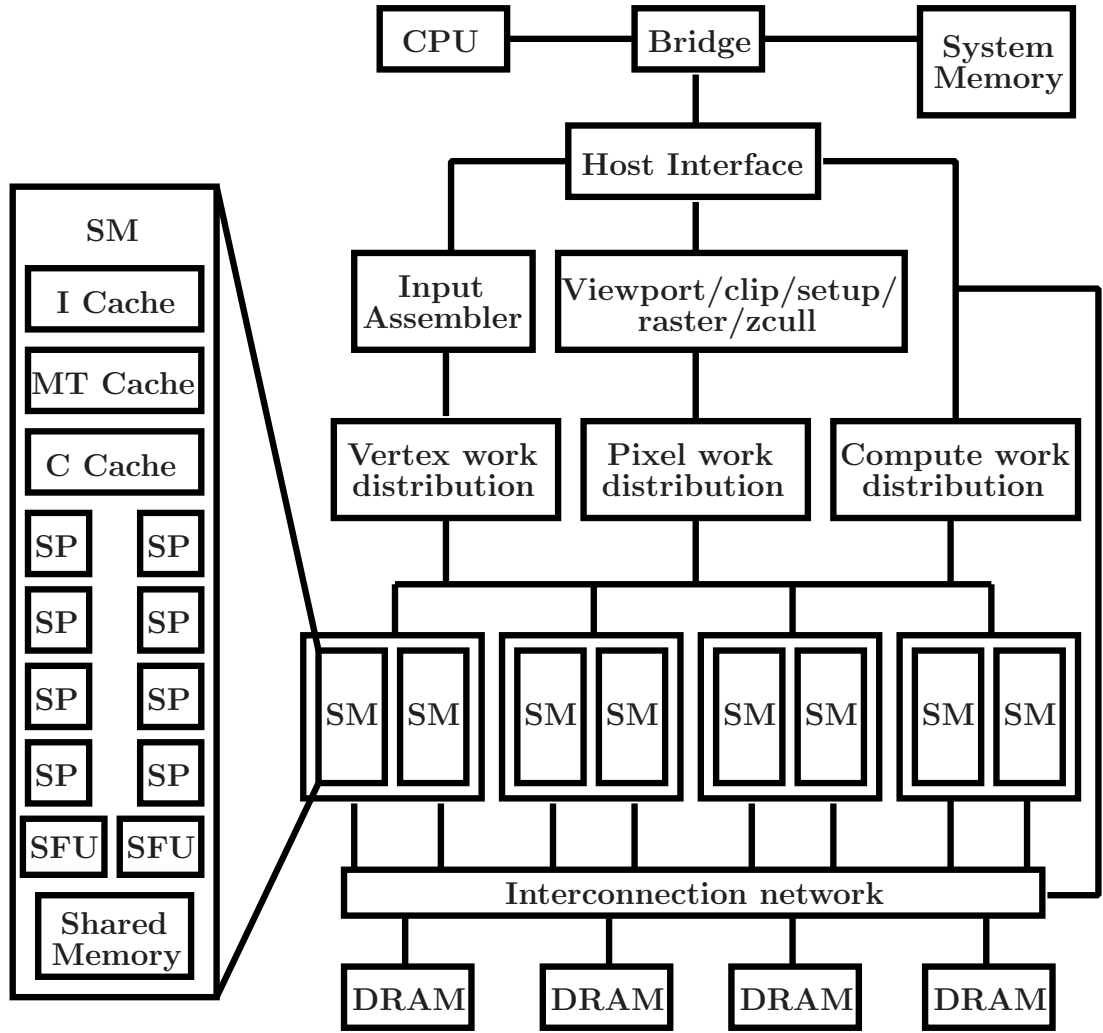 CPU
Bridge
System
Memory
Host Interface
Input
Assembler
Viewport/clip/setup/
raster/zcull
Vertex work
distribution
Pixel work
distribution
Compute work
distribution
SM
I Cache
MT Cache
C Cache
SP
SP
SP
SP
SP
SP
SP
SP
SFU
SFU
Shared
Memory
SM
SM
SM
SM
SM
SM
SM
SM
Interconnection network
DRAM
DRAM
DRAM
DRAM